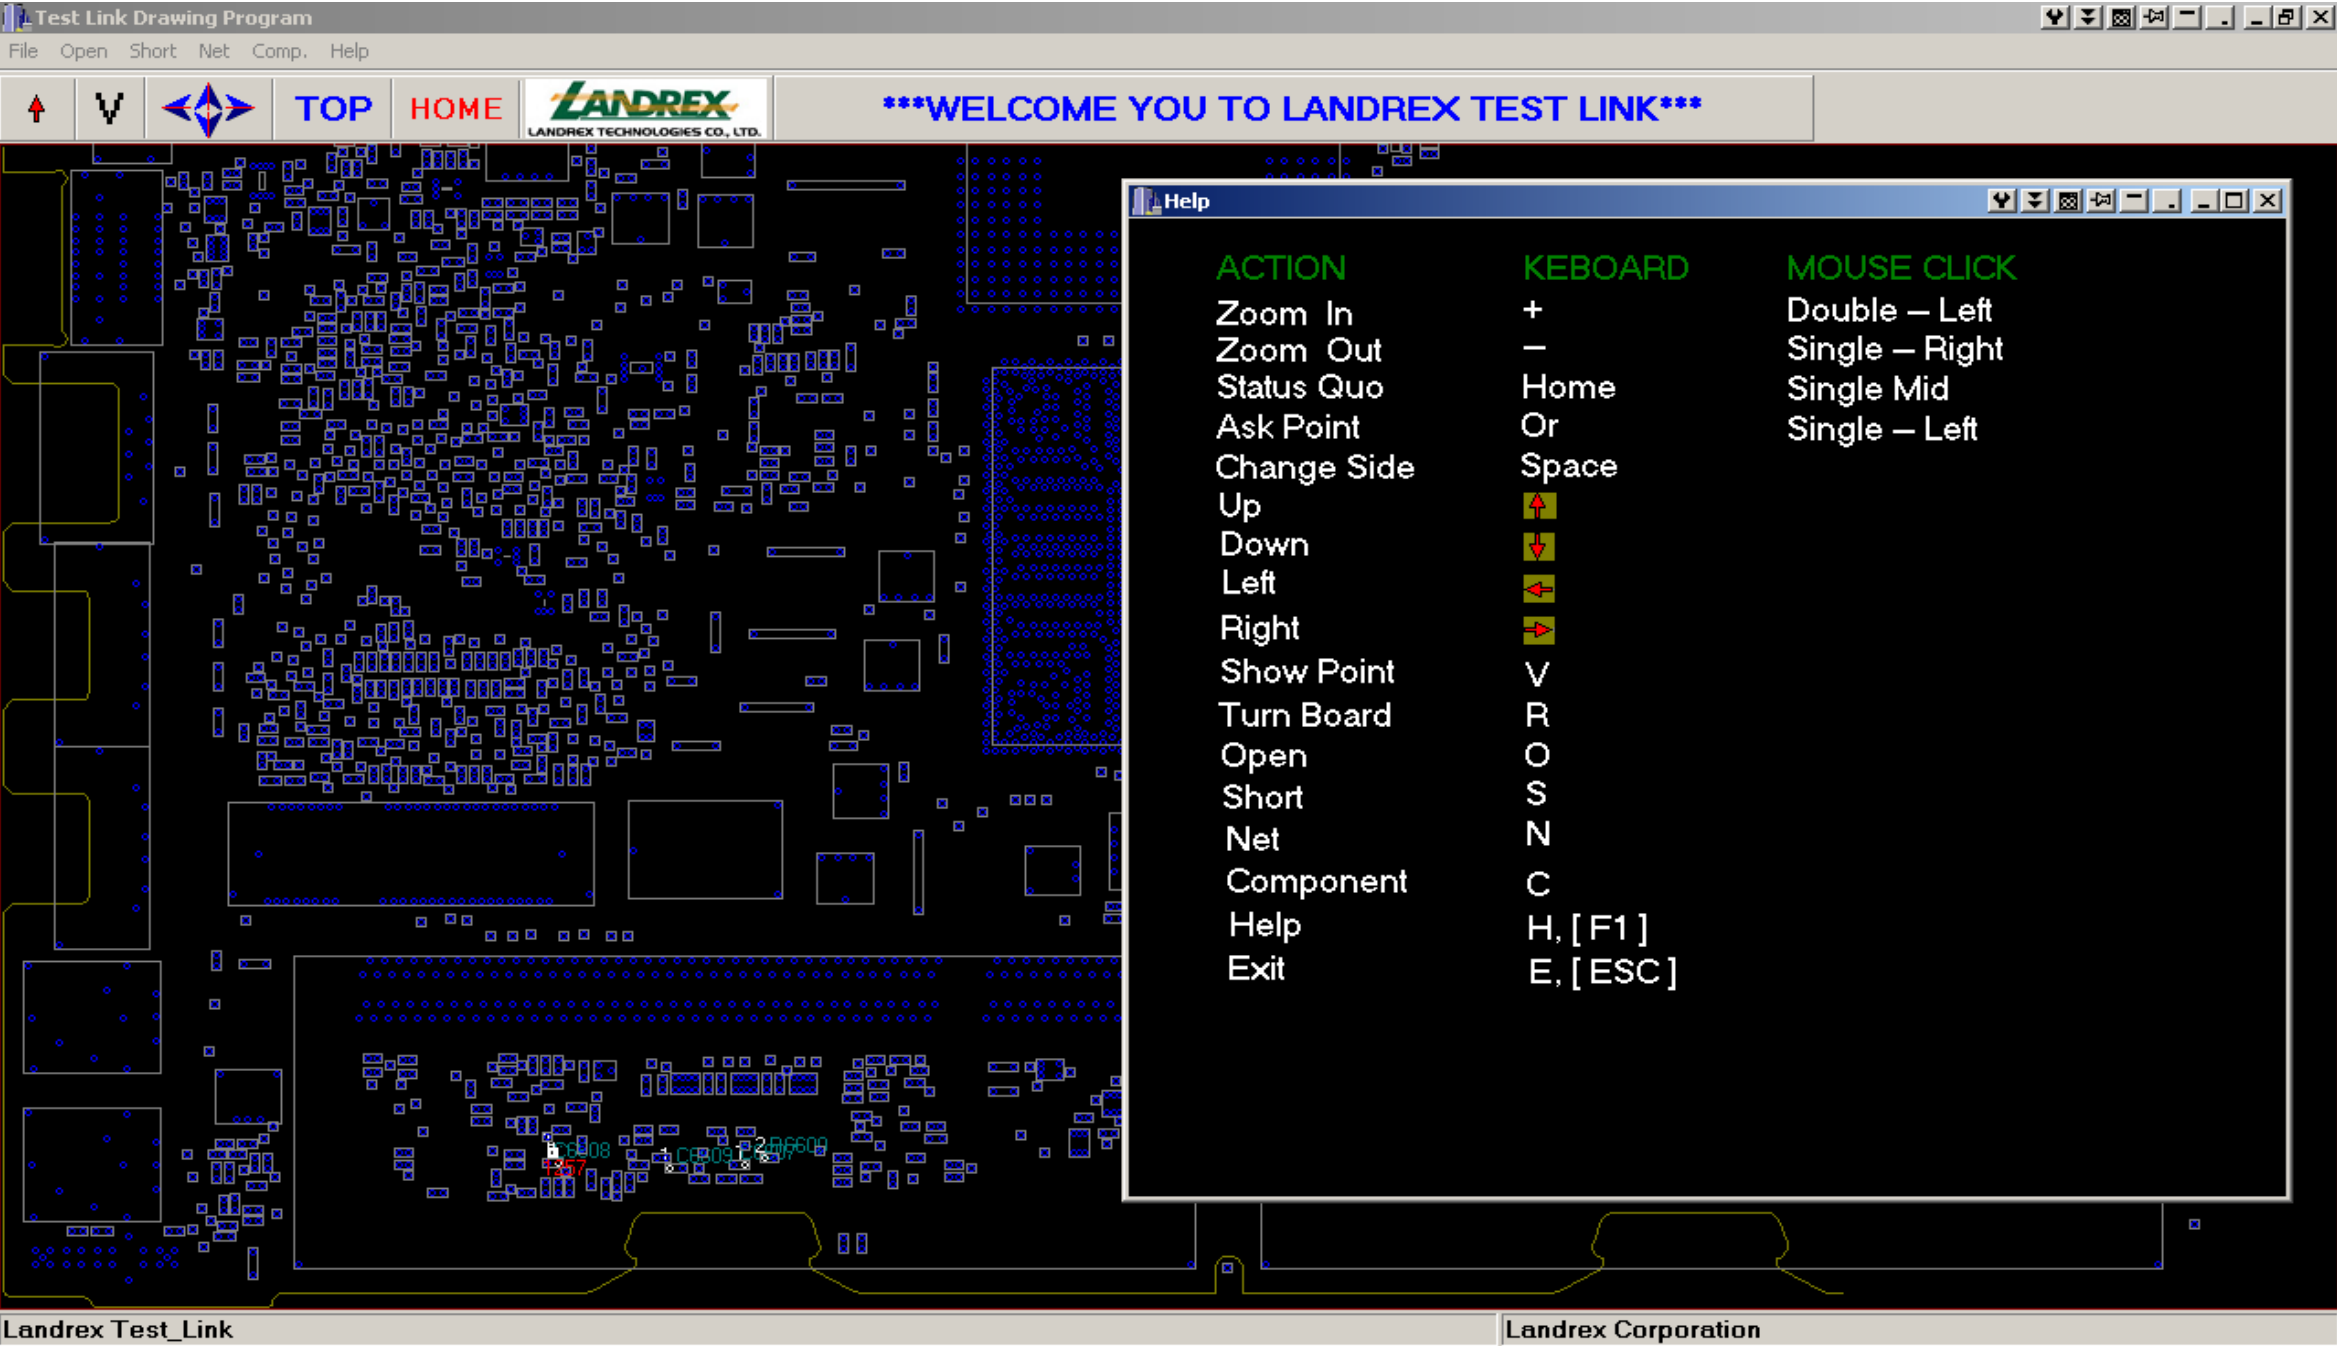 Test Link Drawing Program
File Open Short Net Comp. Help
V TOP HOME LANDREX ***WELCOME YOU TO LANDREX TEST LINK***
LANDREX TECHNOLOGIES CO., LTD.
Help
ACTION KEBOARD MOUSE CLICK
Zoom In + Double – Left
Zoom Out – Single – Right
Status Quo Home Single Mid
Ask Point Or Single – Left
Change Side Space
Up
Down
Left
Right
Show Point V
Turn Board R
Open O
Short S
Net N
Component C
Help H, [ F1 ]
Exit E, [ ESC ]
Landrex Test_Link Landrex Corporation